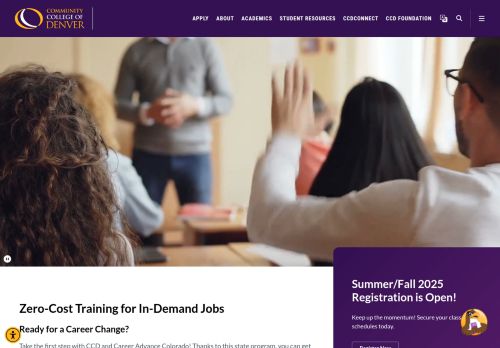 COMMUNITY
COLLEGE OF
DENVER
APPLY ABOUT ACADEMICS STUDENT RESOURCES CCDCONNECT CCD FOUNDATION
Zero-Cost Training for In-Demand Jobs
Ready for a Career Change?
Take the first step with CCD and Career Advance Colorado! Thanks to this state program, you can get
Summer/Fall 2025
Registration is Open!
Keep up the momentum! Secure your class
schedules today.
Register Now